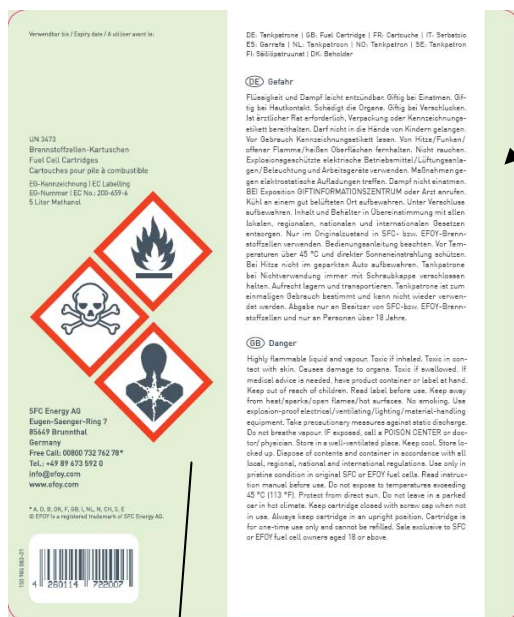 Verwendbar bis / Expiry date / A utiliser avant le:
UN 3473
Brennstoffzellen-Kartuschen
Fuel Cell Cartridges
Cartouches pour pile à combustible
EG-Kennzeichnung | EC Labelling
EG-Nummer | EC No.: 200-659-6
5 Liter Methanol
SFC Energy AG
Eugen-Saenger-Ring 7
85649 Brunnthal
Germany
Free Call: 00800 732 762 78*
Tel.: +49 89 673 592 0
info@efoy.com
www.efoy.com
* A, D, B, DK, F, GB, I, NL, N, CH, S, E
© EFOY is a registered trademark of SFC Energy AG.
150 985 083-01
4 260114 722007
DE: Tankpatrone | GB: Fuel Cartridge | FR: Cartouche | IT: Serbatoio
ES: Garrafa | NL: Tankpatroon | NO: Tankpatron | SE: Tankpatron
FI: Säiliöpatruunat | DK: Beholder
DE Gefahr
Flüssigkeit und Dampf leicht entzündbar. Giftig bei Einatmen. Gif-
tig bei Hautkontakt. Schädigt die Organe. Giftig bei Verschlucken.
Ist ärztlicher Rat erforderlich, Verpackung oder Kennzeichnungs-
etikett bereithalten. Darf nicht in die Hände von Kindern gelangen.
Vor Gebrauch Kennzeichnungsetikett lesen. Von Hitze/Funken/
offener Flamme/heißen Oberflächen fernhalten. Nicht rauchen.
Explosionsgeschützte elektrische Betriebsmittel/Lüftungsanla-
gen/Beleuchtung und Arbeitsgeräte verwenden. Maßnahmen ge-
gen elektrostatische Aufladungen treffen. Dampf nicht einatmen.
BEI Exposition GIFTINFORMATIONSZENTRUM oder Arzt anrufen.
Kühl an einem gut belüfteten Ort aufbewahren. Unter Verschluss
aufbewahren. Inhalt und Behälter in Übereinstimmung mit allen
lokalen, regionalen, nationalen und internationalen Gesetzen
entsorgen. Nur im Originalzustand in SFC- bzw. EFOY-Brenn-
stoffzellen verwenden. Bedienungsanleitung beachten. Vor Tem-
peraturen über 45 °C und direkter Sonneneinstrahlung schützen.
Bei Hitze nicht im geparkten Auto aufbewahren. Tankpatrone
bei Nichtverwendung immer mit Schraubkappe verschlossen
halten. Aufrecht lagern und transportieren. Tankpatrone ist zum
einmaligen Gebrauch bestimmt und kann nicht wieder verwen-
det werden. Abgabe nur an Besitzer von SFC-bzw. EFOY-Brenn-
stoffzellen und nur an Personen über 18 Jahre.
GB Danger
Highly flammable liquid and vapour. Toxic if inhaled. Toxic in con-
tact with skin. Causes damage to organs. Toxic if swallowed. If
medical advice is needed, have product container or label at hand.
Keep out of reach of children. Read label before use. Keep away
from heat/sparks/open flames/hot surfaces. No smoking. Use
explosion-proof electrical/ventilating/lighting/material-handling
equipment. Take precautionary measures against static discharge.
Do not breathe vapour. IF exposed, call a POISON CENTER or doc-
tor/ physician. Store in a well-ventilated place. Keep cool. Store lo-
cked up. Dispose of contents and container in accordance with all
local, regional, national and international regulations. Use only in
pristine condition in original SFC or EFOY fuel cells. Read instruc-
tion manual before use. Do not expose to temperatures exceeding
45 °C (113 °F). Protect from direct sun. Do not leave in a parked
car in hot climate. Keep cartridge closed with screw cap when not
in use. Always keep cartridge in an upright position. Cartridge is
for one-time use only and cannot be refilled. Sale exclusive to SFC
or EFOY fuel cell owners aged 18 or above.